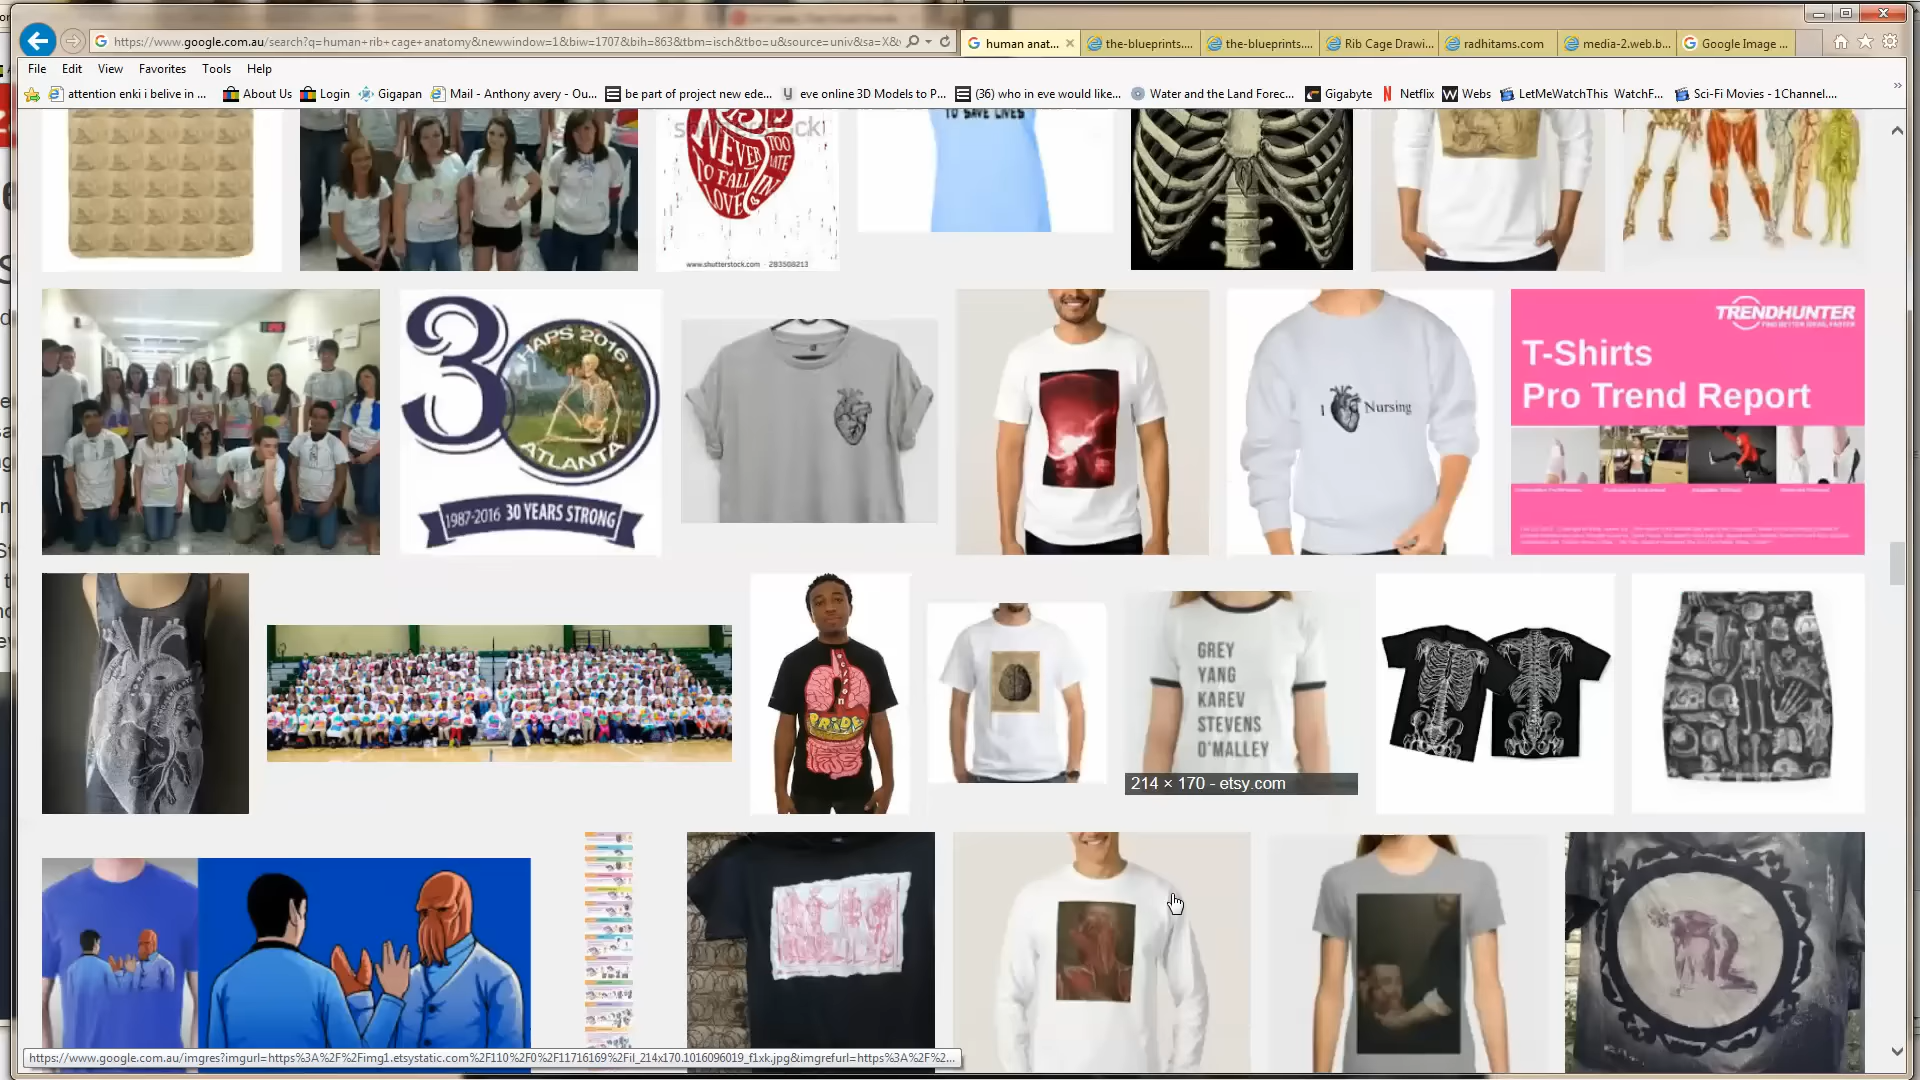 https://www.google.com.au/search?q=human+rib+cage+anatomy&newwindow=1&biw=1707&bih=863&tbm=isch&tbo=u&source=univ&sa=X&
human anat...
the-blueprints....
the-blueprints....
Rib Cage Drawi...
radhitams.com
media-2.web.b...
Google Image ...
File Edit View Favorites Tools Help
attention enki i belive in ...
About Us
Login
Gigapan
Mail - Anthony avery - Ou...
be part of project new ede...
eve online 3D Models to P...
(36) who in eve would like...
Water and the Land Forec...
Gigabyte
Netflix
Webs
LetMeWatchThis WatchF...
Sci-Fi Movies - 1Channel....
TO SAVE LIVES
NEVER TOO
TO FALL LATE
LOVE IN
www.shutterstock.com · 283508213
30
HAPS 2016
ATLANTA
1987-2016 30 YEARS STRONG
I Nursing
TRENDHUNTER
T-Shirts
Pro Trend Report
PRIDE
GREY
YANG
KAREV
STEVENS
O'MALLEY
214 × 170 - etsy.com
https://www.google.com.au/imgres?imgurl=https%3A%2F%2Fimg1.etsystatic.com%2F110%2F0%2F11716169%2Fil_214x170.1016096019_f1xk.jpg&imgrefurl=https%3A%2F%2...